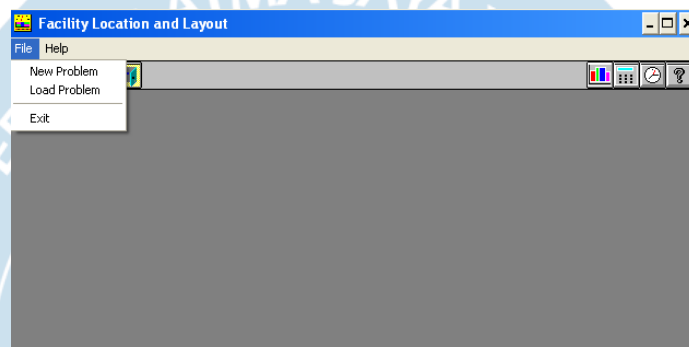 Facility Location and Layout
File Help
New Problem
Load Problem
Exit